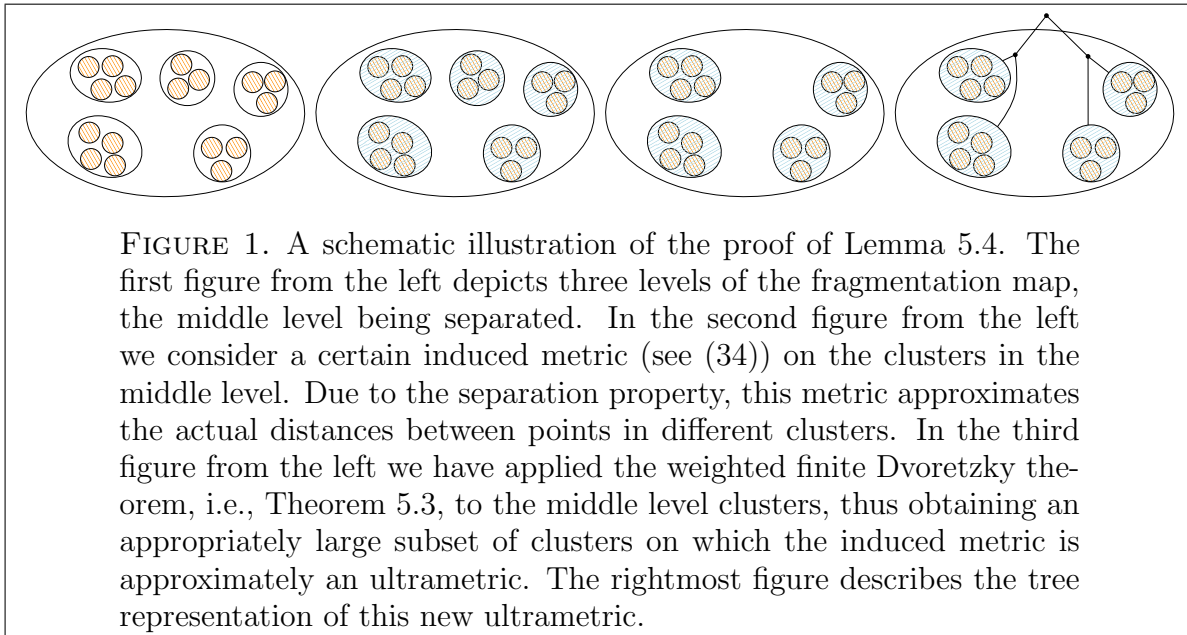 FIGURE 1. A schematic illustration of the proof of Lemma 5.4. The
first figure from the left depicts three levels of the fragmentation map,
the middle level being separated. In the second figure from the left
we consider a certain induced metric (see (34)) on the clusters in the
middle level. Due to the separation property, this metric approximates
the actual distances between points in different clusters. In the third
figure from the left we have applied the weighted finite Dvoretzky the-
orem, i.e., Theorem 5.3, to the middle level clusters, thus obtaining an
appropriately large subset of clusters on which the induced metric is
approximately an ultrametric. The rightmost figure describes the tree
representation of this new ultrametric.